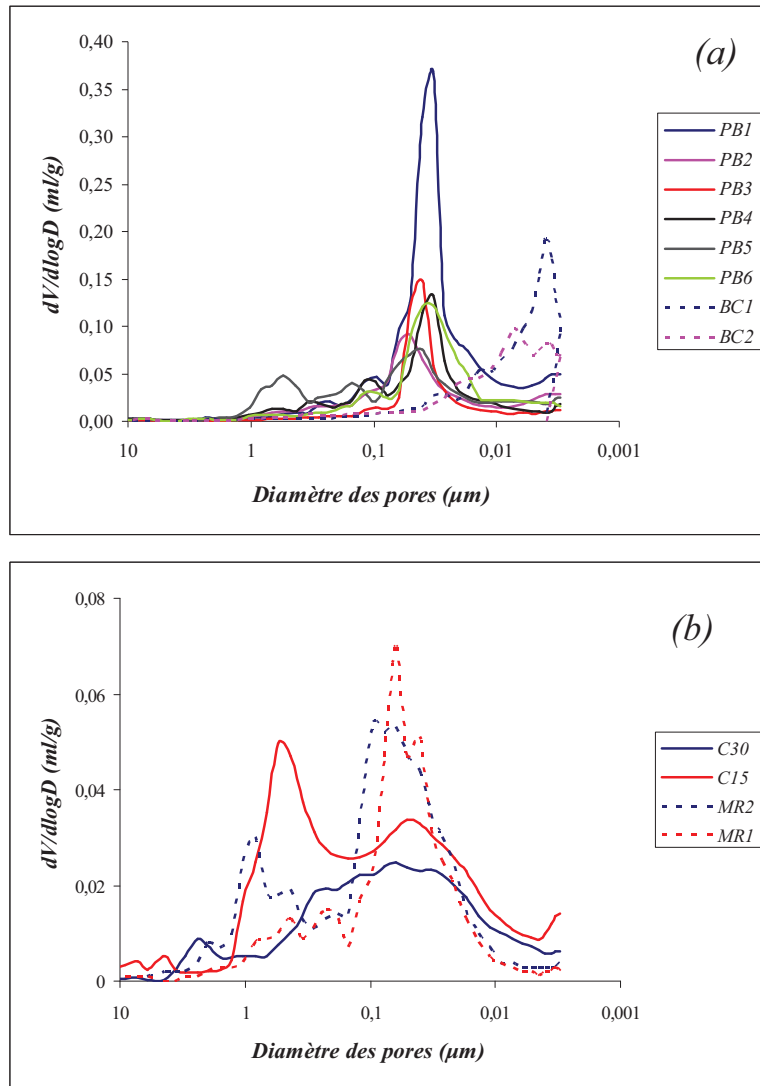 (a)
0,40
0,35
0,30
0,25
0,20
0,15
0,10
0,05
0,00
dV/dlogD (ml/g)
10
1
0,1
0,01
0,001
Diamètre des pores (µm)
PB1
PB2
PB3
PB4
PB5
PB6
BC1
BC2
(b)
0,08
0,06
0,04
0,02
0
dV/dlogD (ml/g)
10
1
0,1
0,01
0,001
Diamètre des pores (µm)
C30
C15
MR2
MR1